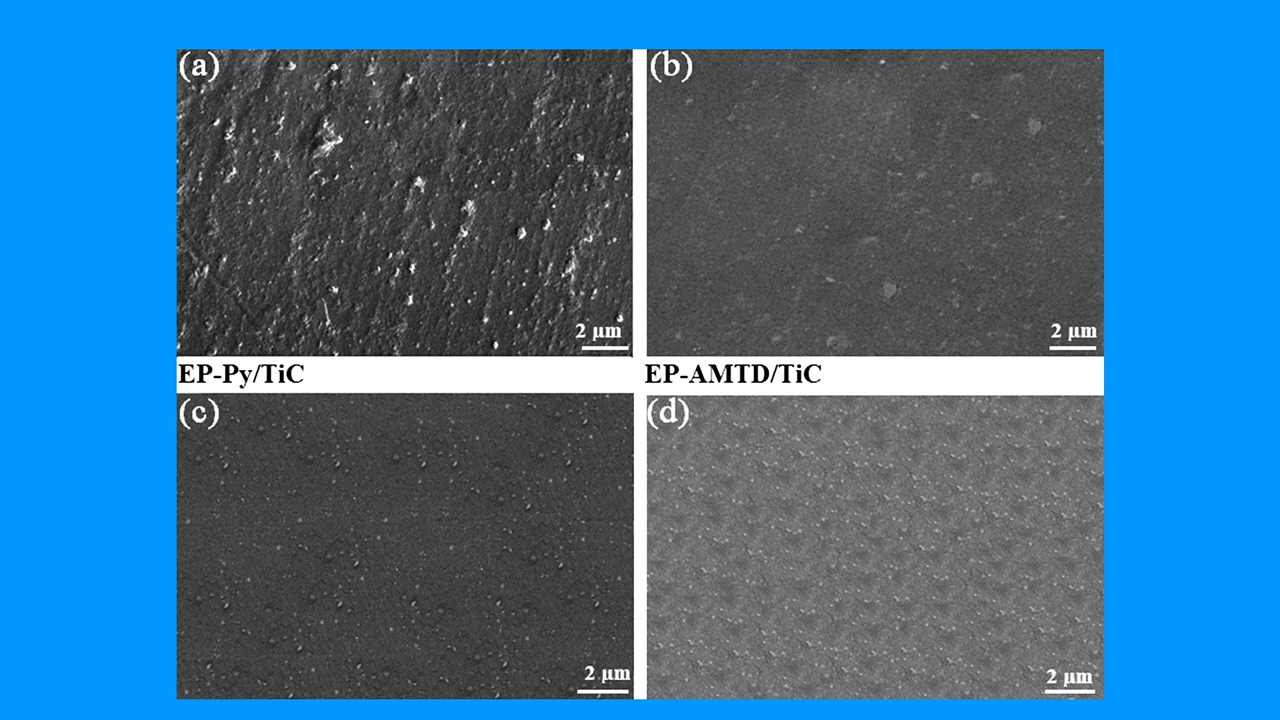 (a)
(b)
2 μm
2 μm
EP-Py/TiC
EP-AMTD/TiC
(c)
(d)
2 μm
2 μm